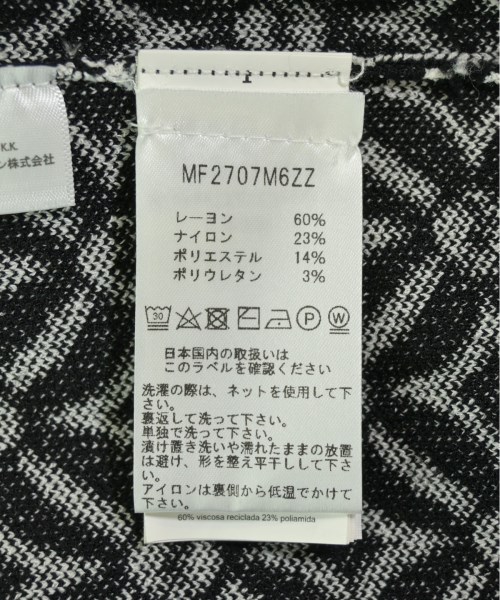 K.K.
ン株式会社
MF2707M6ZZ
レーヨン 60%
ナイロン 23%
ポリエステル 14%
ポリウレタン 3%
30 P W
日本国内の取扱いは
このラベルを確認ください
洗濯の際は、ネットを使用して下
さい。
裏返して洗って下さい。
単独で洗って下さい。
漬け置き洗いや濡れたままの放置
は避け、形を整え平干しして下さ
い。
アイロンは裏側から低温でかけて
下さい。
60% viscosa reciclada 23% poliamida